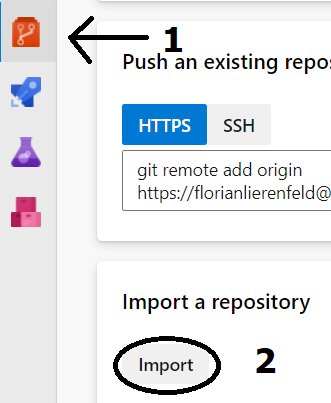 1
Push an existing repos
HTTPS
SSH
git remote add origin
https://florianlierenfeld@
Import a repository
Import
2